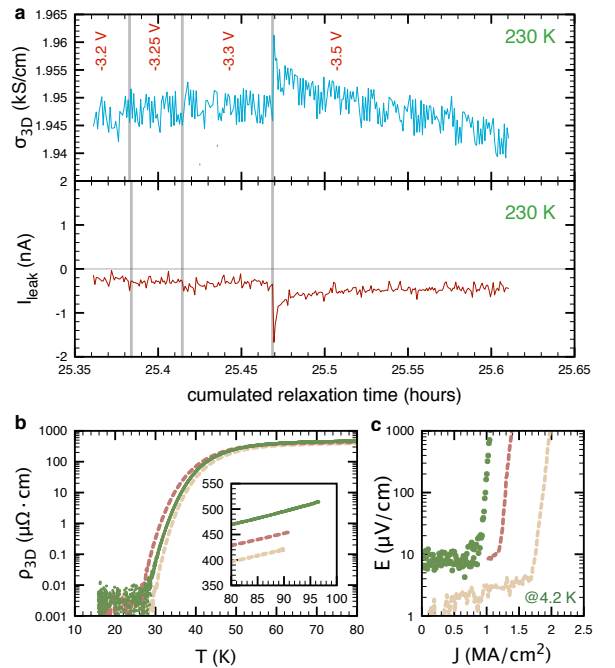 a
1.965
1.96
1.955
1.95
1.945
1.94
σ3D (kS/cm)
-3.2 V
-3.25 V
-3.3 V
-3.5 V
230 K
2
1
0
-1
-2
Ileak (nA)
230 K
25.35 25.4 25.45 25.5 25.55 25.6 25.65
cumulated relaxation time (hours)
b
1000
100
10
1
0.1
0.01
0.001
ρ3D (μΩ · cm)
550
500
450
400
350
80 85 90 95 100
10 20 30 40 50 60 70 80
T (K)
c
1000
100
10
1
E (μV/cm)
@4.2 K
0 0.5 1 1.5 2 2.5
J (MA/cm²)